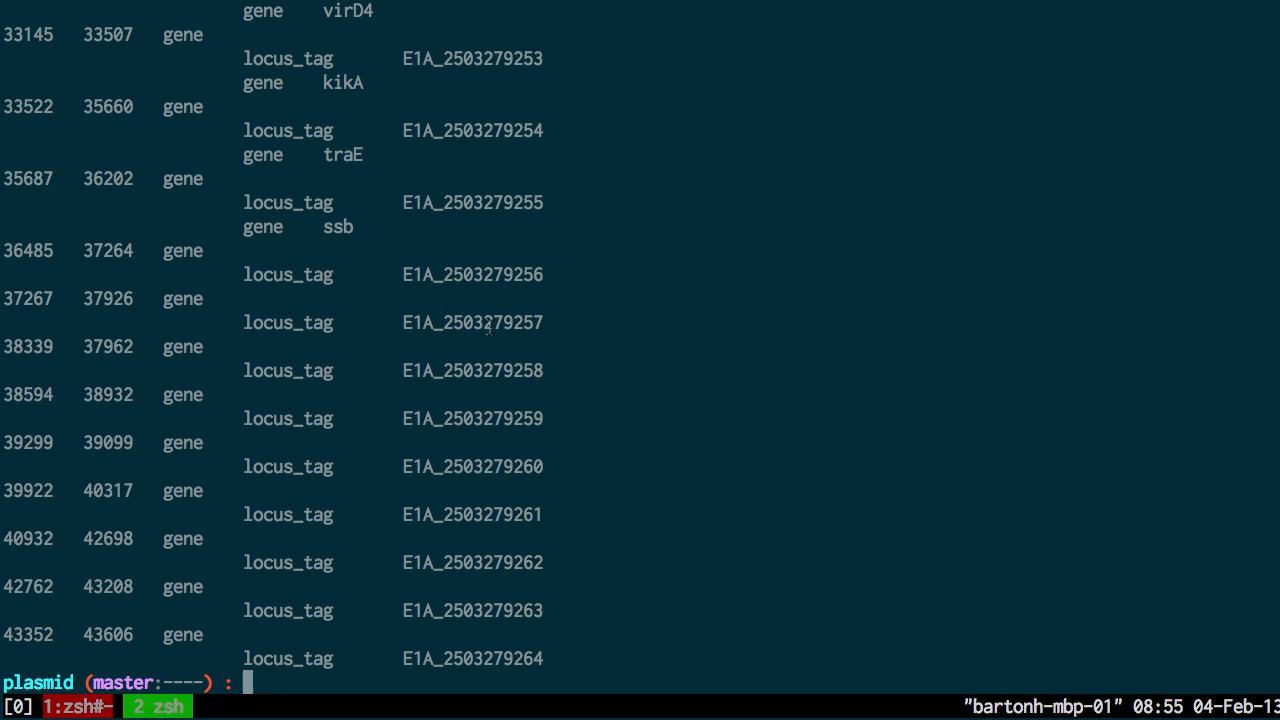 gene virD4
33145 33507 gene
locus_tag E1A_2503279253
gene kikA
33522 35660 gene
locus_tag E1A_2503279254
gene traE
35687 36202 gene
locus_tag E1A_2503279255
gene ssb
36485 37264 gene
locus_tag E1A_2503279256
37267 37926 gene
locus_tag E1A_2503279257
38339 37962 gene
locus_tag E1A_2503279258
38594 38932 gene
locus_tag E1A_2503279259
39299 39099 gene
locus_tag E1A_2503279260
39922 40317 gene
locus_tag E1A_2503279261
40932 42698 gene
locus_tag E1A_2503279262
42762 43208 gene
locus_tag E1A_2503279263
43352 43606 gene
locus_tag E1A_2503279264
plasmid (master:----) :
[0] 1:zsh#- 2 zsh "bartonh-mbp-01" 08:55 04-Feb-13